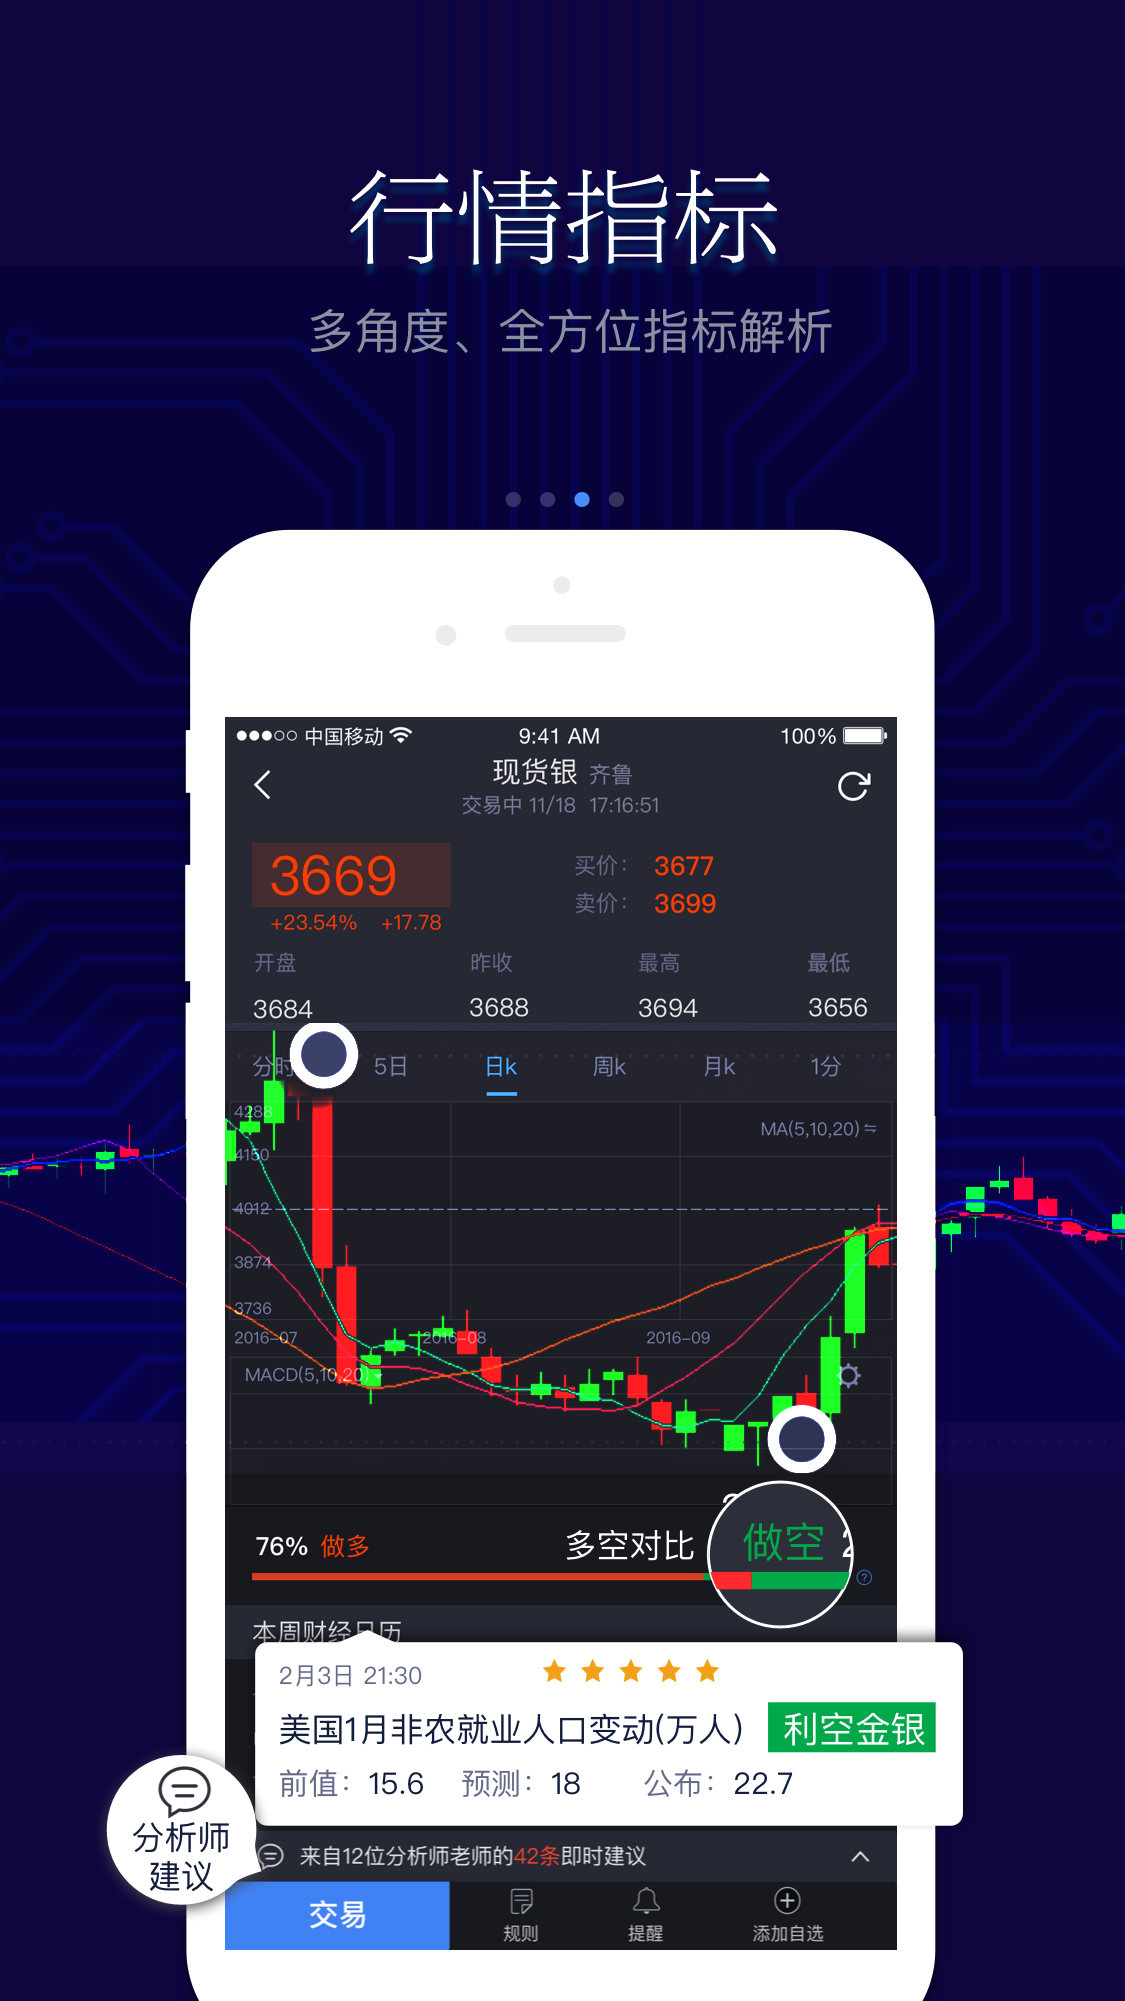 行情指标
多角度、全方位指标解析
中国移动 9:41 AM 100%
现货银 齐鲁
交易中 11/18 17:16:51
3669
+23.54% +17.78
买价： 3677
卖价： 3699
开盘 昨收 最高 最低
3684 3688 3694 3656
分时 5日 日k 周k 月k 1分
4288
MA(5,10,20)
4150
4012
3874
3736
2016-07 2016-08 2016-09
MACD(5,10,20)
76% 做多 多空对比 做空
本周财经日历
2月3日 21:30
美国1月非农就业人口变动(万人) 利空金银
前值： 15.6 预测： 18 公布： 22.7
分析师
建议
来自12位分析师老师的42条即时建议
交易 规则 提醒 添加自选